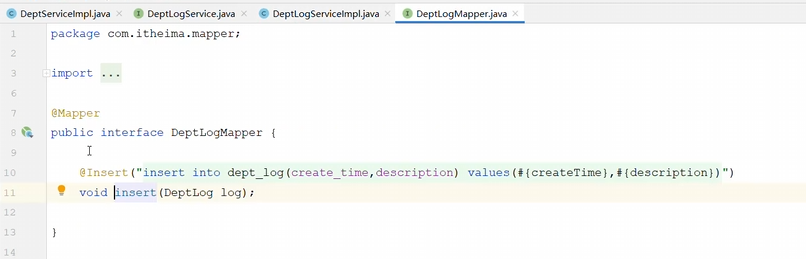 DeptServiceImpl.java DeptLogService.java DeptLogServiceImpl.java DeptLogMapper.java
1 package com.itheima.mapper;
2
3 import ...
6
7 @Mapper
8 public interface DeptLogMapper {
9
10 @Insert("insert into dept_log(create_time,description) values(#{createTime},#{description})")
11 void insert(DeptLog log);
12
13 }
14